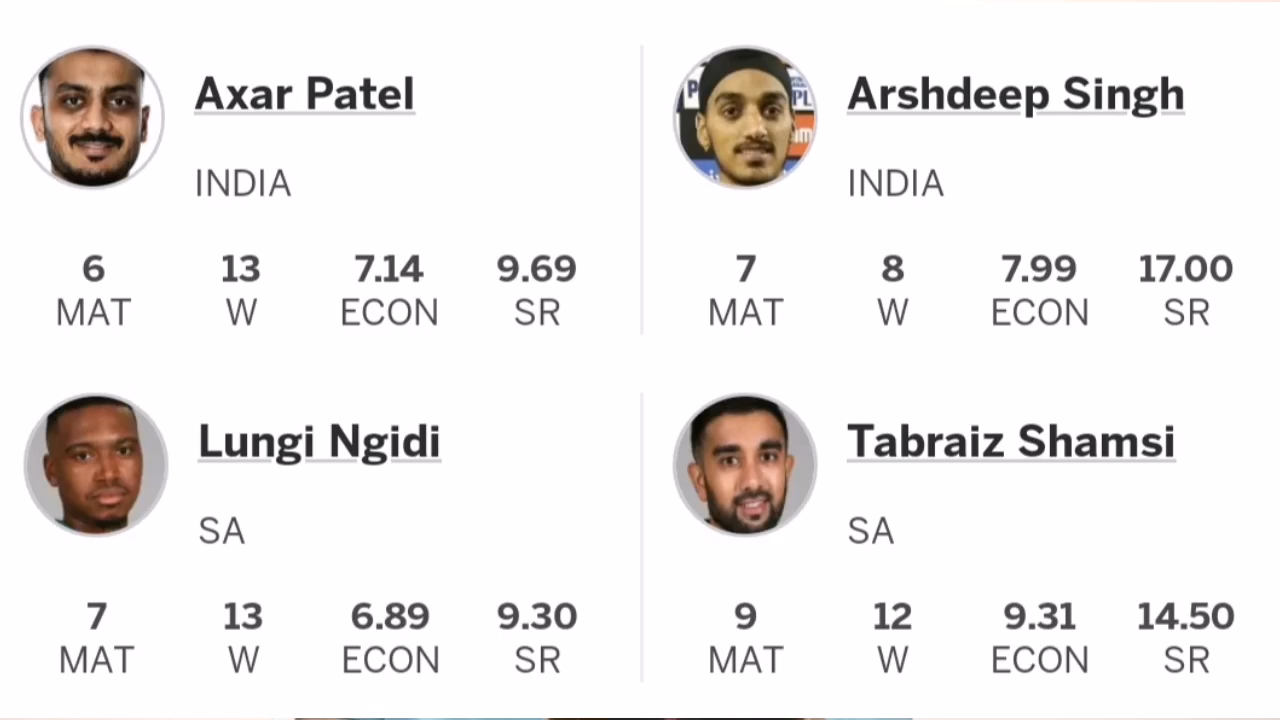 Axar Patel
INDIA
6 13 7.14 9.69
MAT W ECON SR
Arshdeep Singh
INDIA
7 8 7.99 17.00
MAT W ECON SR
Lungi Ngidi
SA
7 13 6.89 9.30
MAT W ECON SR
Tabraiz Shamsi
SA
9 12 9.31 14.50
MAT W ECON SR